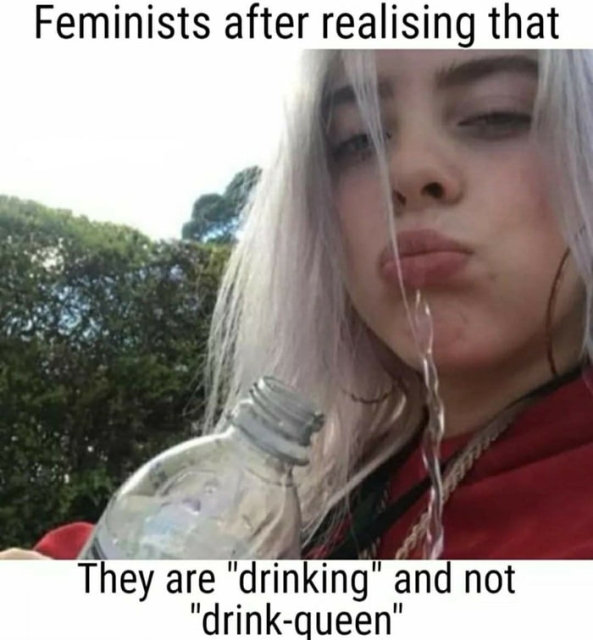 Feminists after realising that
They are "drinking" and not
"drink-queen"